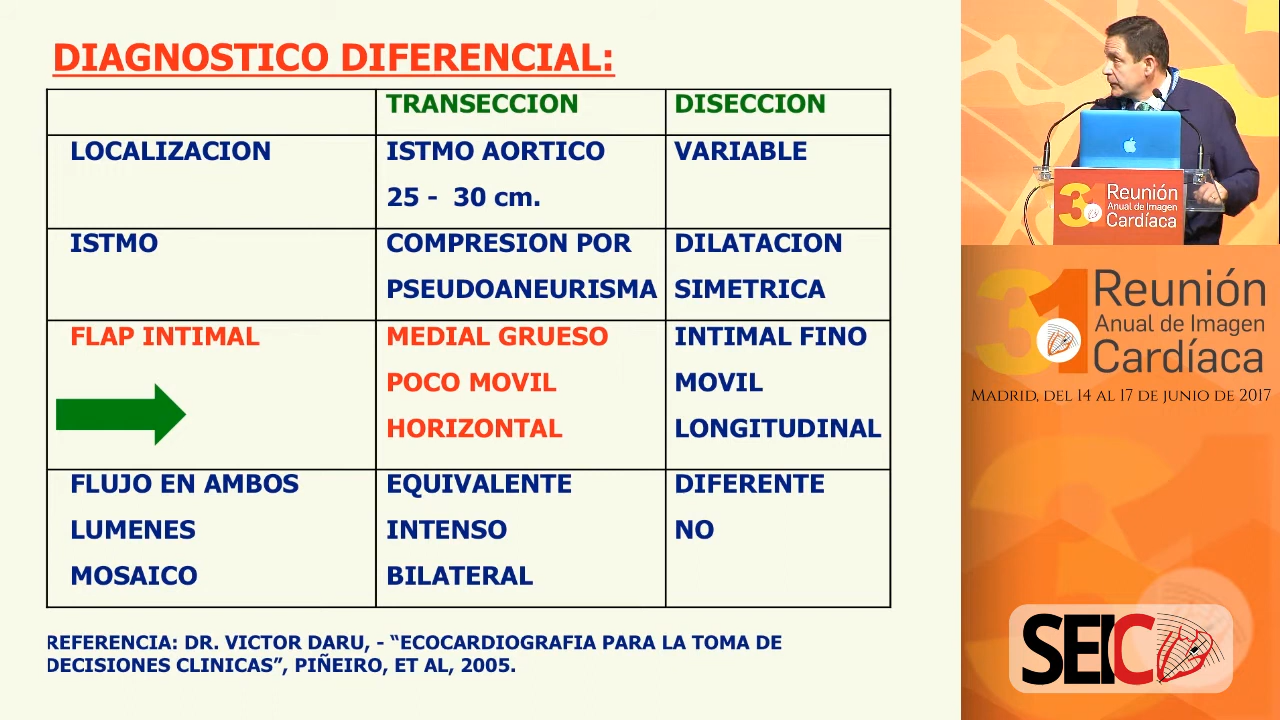 DIAGNOSTICO DIFERENCIAL:
TRANSECCION DISECCION
LOCALIZACION ISTMO AORTICO VARIABLE
25 - 30 cm.
ISTMO COMPRESION POR DILATACION
PSEUDOANEURISMA SIMETRICA
FLAP INTIMAL MEDIAL GRUESO INTIMAL FINO
POCO MOVIL MOVIL
HORIZONTAL LONGITUDINAL
FLUJO EN AMBOS EQUIVALENTE DIFERENTE
LUMENES INTENSO NO
MOSAICO BILATERAL
REFERENCIA: DR. VICTOR DARU, - “ECOCARDIOGRAFIA PARA LA TOMA DE
DECISIONES CLINICAS”, PIÑEIRO, ET AL, 2005.
31 Reunión
Anual de Imagen
Cardíaca
31 Reunión
Anual de Imagen
Cardíaca
MADRID, DEL 14 AL 17 DE JUNIO DE 2017
SEIC